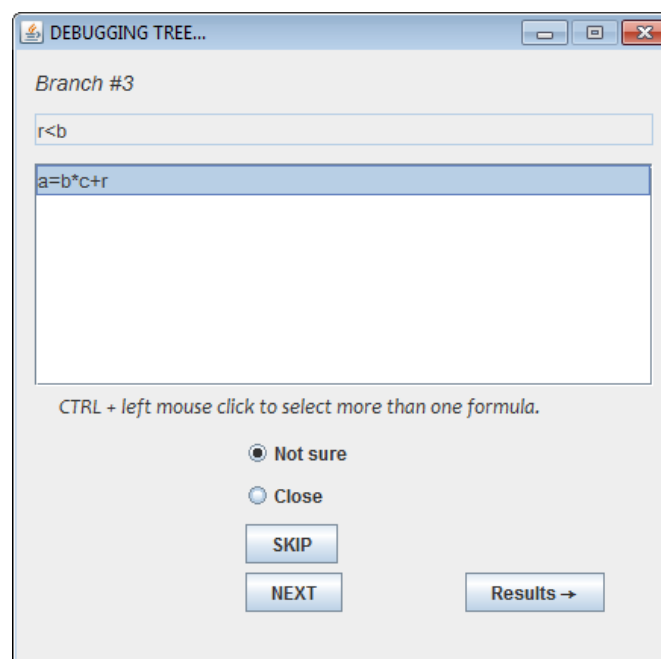 DEBUGGING TREE...
Branch #3
r<b
a=b*c+r
CTRL + left mouse click to select more than one formula.
Not sure
Close
SKIP
NEXT
Results →